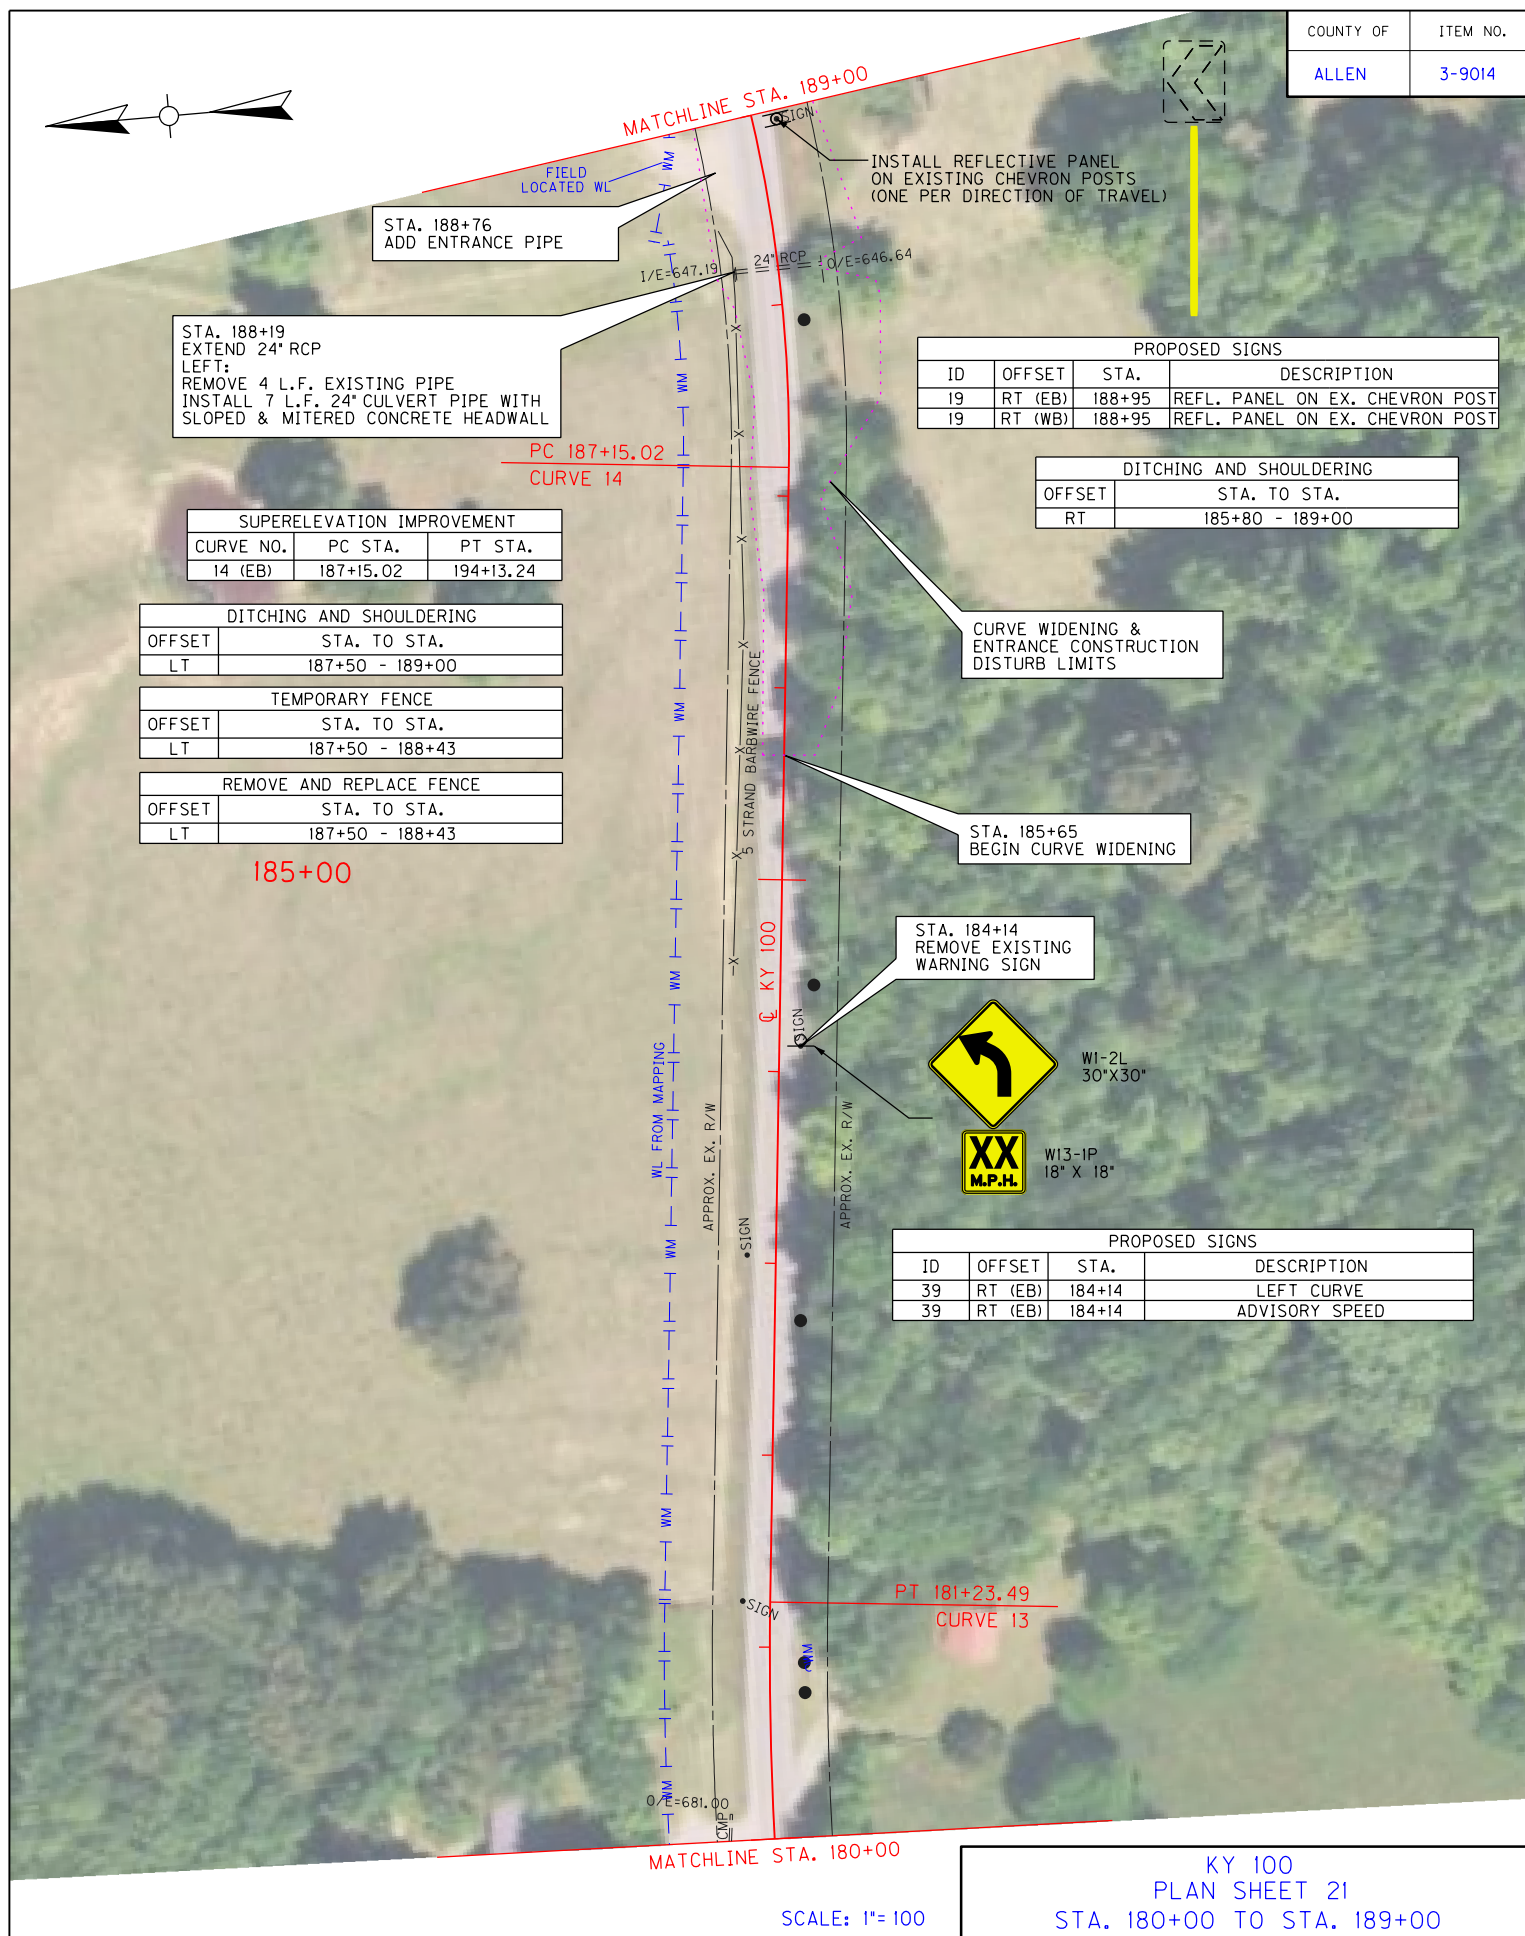 COUNTY OF
ITEM NO.
ALLEN
3-9014
MATCHLINE STA. 189+00
SIGN
INSTALL REFLECTIVE PANEL
ON EXISTING CHEVRON POSTS
(ONE PER DIRECTION OF TRAVEL)
FIELD
LOCATED WL
WM
STA. 188+76
ADD ENTRANCE PIPE
I/E=647.19
24" RCP
O/E=646.64
STA. 188+19
EXTEND 24" RCP
LEFT:
REMOVE 4 L.F. EXISTING PIPE
INSTALL 7 L.F. 24" CULVERT PIPE WITH
SLOPED & MITERED CONCRETE HEADWALL
X
WM
PROPOSED SIGNS
ID OFFSET STA. DESCRIPTION
19 RT (EB) 188+95 REFL. PANEL ON EX. CHEVRON POST
19 RT (WB) 188+95 REFL. PANEL ON EX. CHEVRON POST
X
WM
PC 187+15.02
CURVE 14
DITCHING AND SHOULDERING
OFFSET STA. TO STA.
RT 185+80 - 189+00
SUPERELEVATION IMPROVEMENT
CURVE NO. PC STA. PT STA.
14 (EB) 187+15.02 194+13.24
X
DITCHING AND SHOULDERING
OFFSET STA. TO STA.
LT 187+50 - 189+00
CURVE WIDENING &
ENTRANCE CONSTRUCTION
DISTURB LIMITS
X
TEMPORARY FENCE
OFFSET STA. TO STA.
LT 187+50 - 188+43
WM
X
5 STRAND BARBWIRE FENCE
REMOVE AND REPLACE FENCE
OFFSET STA. TO STA.
LT 187+50 - 188+43
STA. 185+65
BEGIN CURVE WIDENING
X
185+00
STA. 184+14
REMOVE EXISTING
WARNING SIGN
X
WM
℄ KY 100
SIGN
W1-2L
30"X30"
WL FROM MAPPING
APPROX. EX. R/W
APPROX. EX. R/W
XX
M.P.H.
W13-1P
18" X 18"
SIGN
WM
PROPOSED SIGNS
ID OFFSET STA. DESCRIPTION
39 RT (EB) 184+14 LEFT CURVE
39 RT (EB) 184+14 ADVISORY SPEED
WM
PT 181+23.49
CURVE 13
SIGN
WM
WM
O/E=681.00
CMP
MATCHLINE STA. 180+00
SCALE: 1"= 100
KY 100
PLAN SHEET 21
STA. 180+00 TO STA. 189+00